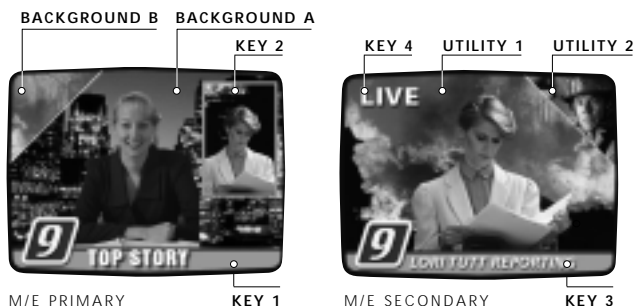 BACKGROUND B BACKGROUND A
KEY 2
KEY 4 UTILITY 1 UTILITY 2
LIVE
9 TOP STORY
9 LORI TUTT REPORTING
M/E PRIMARY KEY 1
M/E SECONDARY KEY 3